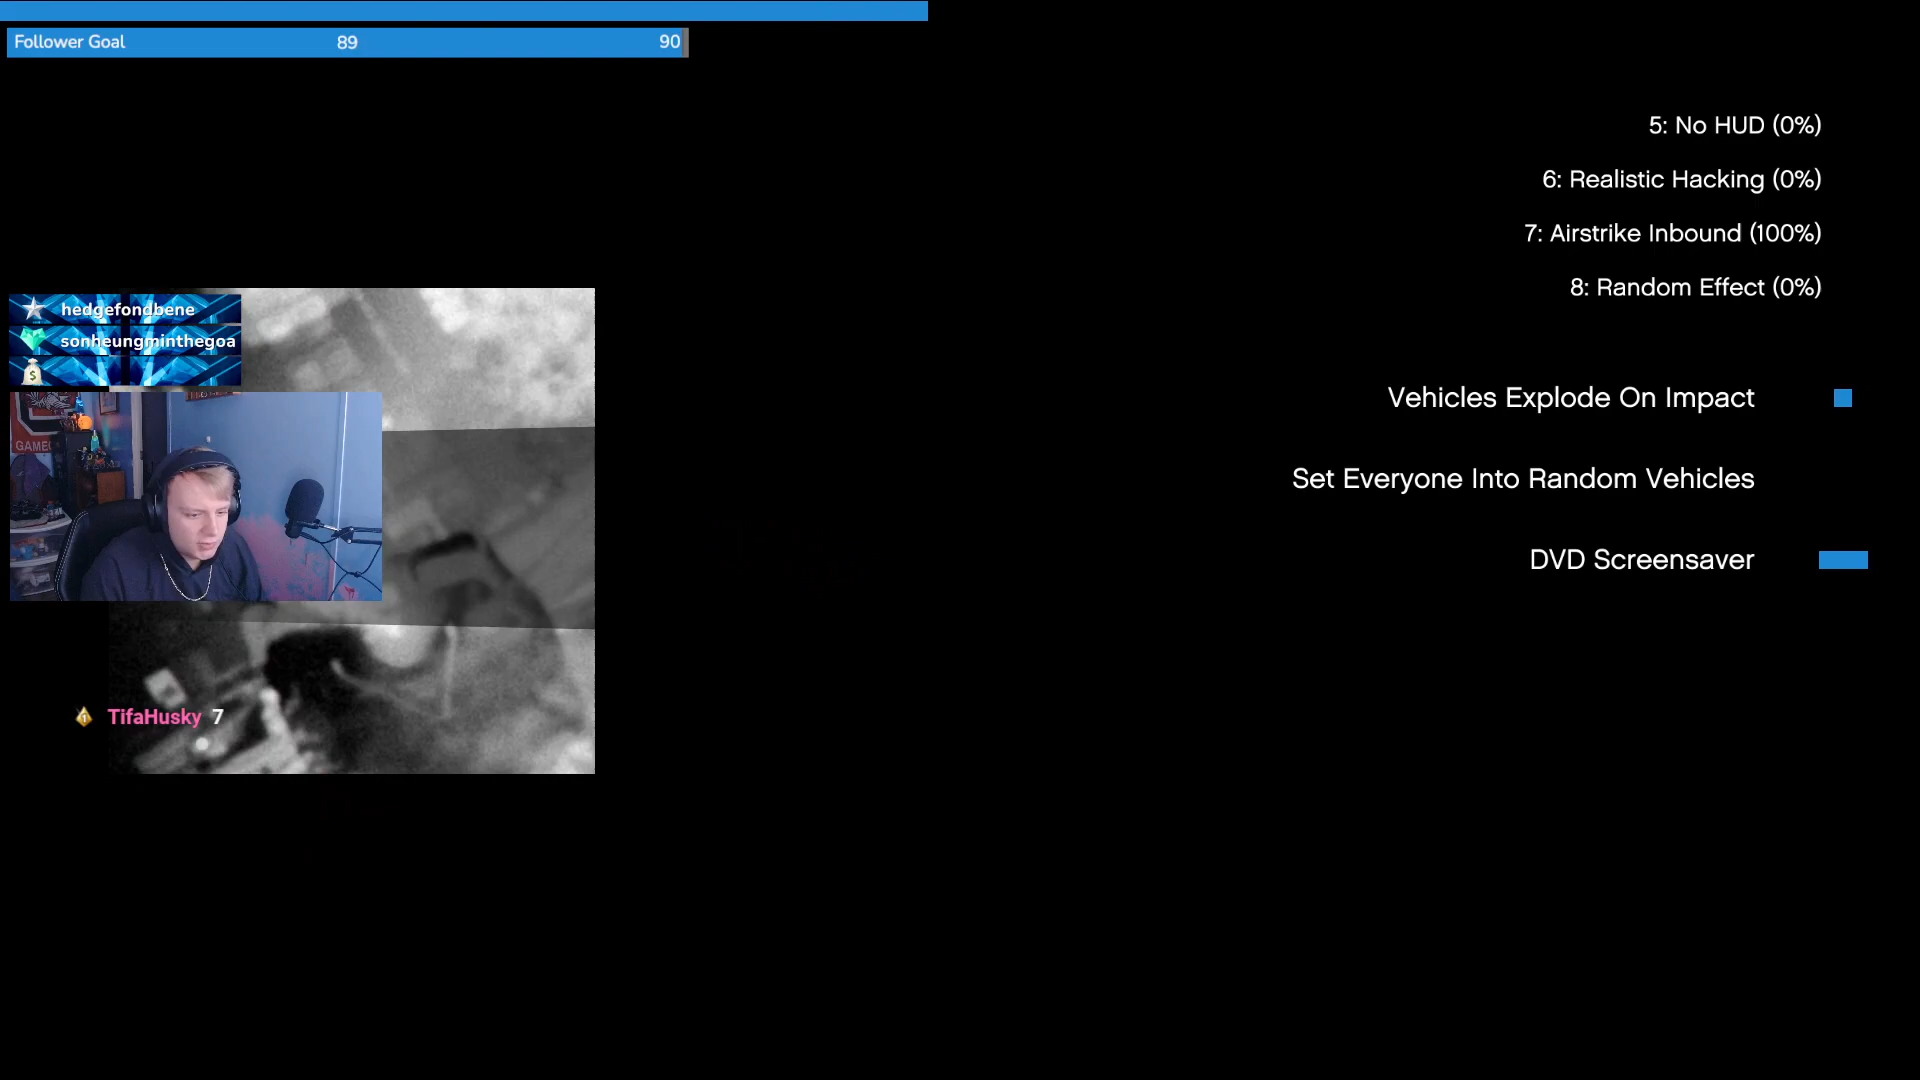 Follower Goal 89 90
5: No HUD (0%)
6: Realistic Hacking (0%)
7: Airstrike Inbound (100%)
8: Random Effect (0%)
hedgefondbene
sonheungminthegoa
Vehicles Explode On Impact
GAMEC
Set Everyone Into Random Vehicles
DVD Screensaver
TifaHusky 7